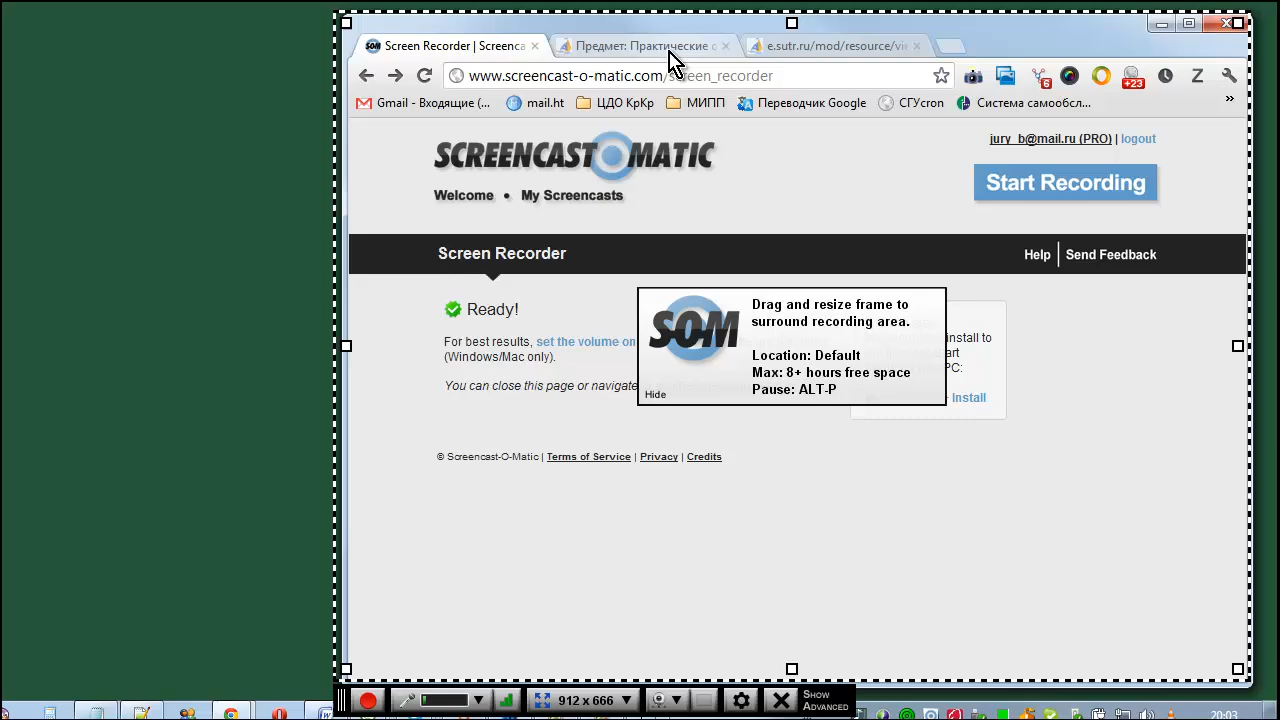 SOM Screen Recorder | Screenca
Предмет: Практические о
e.sutr.ru/mod/resource/vi
www.screencast-o-matic.com/screen_recorder
6
+23
Z
Gmail - Входящие (...
mail.ht
ЦДО КрКр
МИПП
Переводчик Google
СГУcron
Система самообсл...
»
SCREENCAST O MATIC
jury_b@mail.ru (PRO) | logout
Welcome • My Screencasts
Start Recording
Screen Recorder
Help
Send Feedback
Ready!
For best results, set the volume on
(Windows/Mac only).
You can close this page or navigate
SOM
Hide
Drag and resize frame to
surround recording area.
Location: Default
Max: 8+ hours free space
Pause: ALT-P
install to
install
© Screencast-O-Matic | Terms of Service | Privacy | Credits
912 x 666
SHOW
ADVANCED
20:03